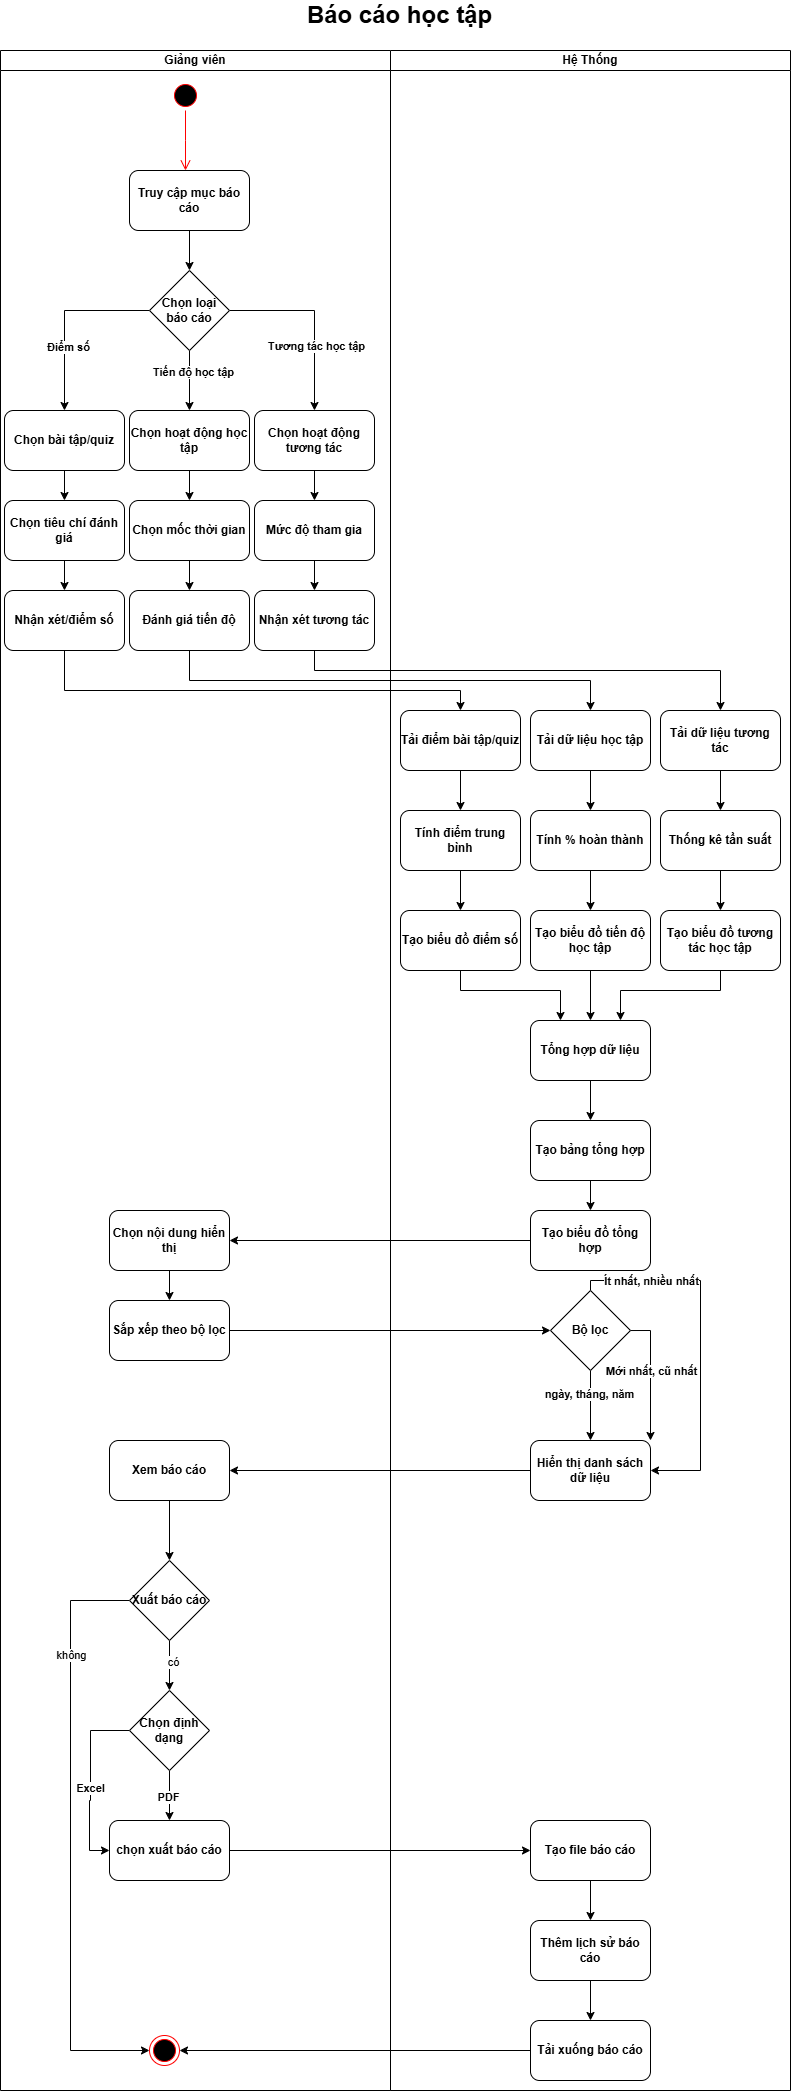 Báo cáo học tập
Giảng viên
Hệ Thống
Truy cập mục báo
cáo
Chọn loại
báo cáo
Điểm số
Tiến độ học tập
Tương tác học tập
Chọn bài tập/quiz
Chọn hoạt động học
tập
Chọn hoạt động
tương tác
Chọn tiêu chí đánh
giá
Chọn mốc thời gian
Mức độ tham gia
Nhận xét/điểm số
Đánh giá tiến độ
Nhận xét tương tác
Tải điểm bài tập/quiz
Tải dữ liệu học tập
Tải dữ liệu tương
tác
Tính điểm trung
bỉnh
Tính % hoàn thành
Thống kê tần suất
Tạo biểu đồ điểm số
Tạo biểu đồ tiến độ
học tập
Tạo biểu đồ tương
tác học tập
Tổng hợp dữ liệu
Tạo bảng tổng hợp
Chọn nội dung hiển
thị
Tạo biểu đồ tổng
hợp
Ít nhất, nhiều nhất
Sắp xếp theo bộ lọc
Bộ lọc
Mới nhất, cũ nhất
ngày, tháng, năm
Xem báo cáo
Hiển thị danh sách
dữ liệu
Xuất báo cáo
không
có
Chọn định
dạng
Excel
PDF
chọn xuất báo cáo
Tạo file báo cáo
Thêm lịch sử báo
cáo
Tải xuống báo cáo